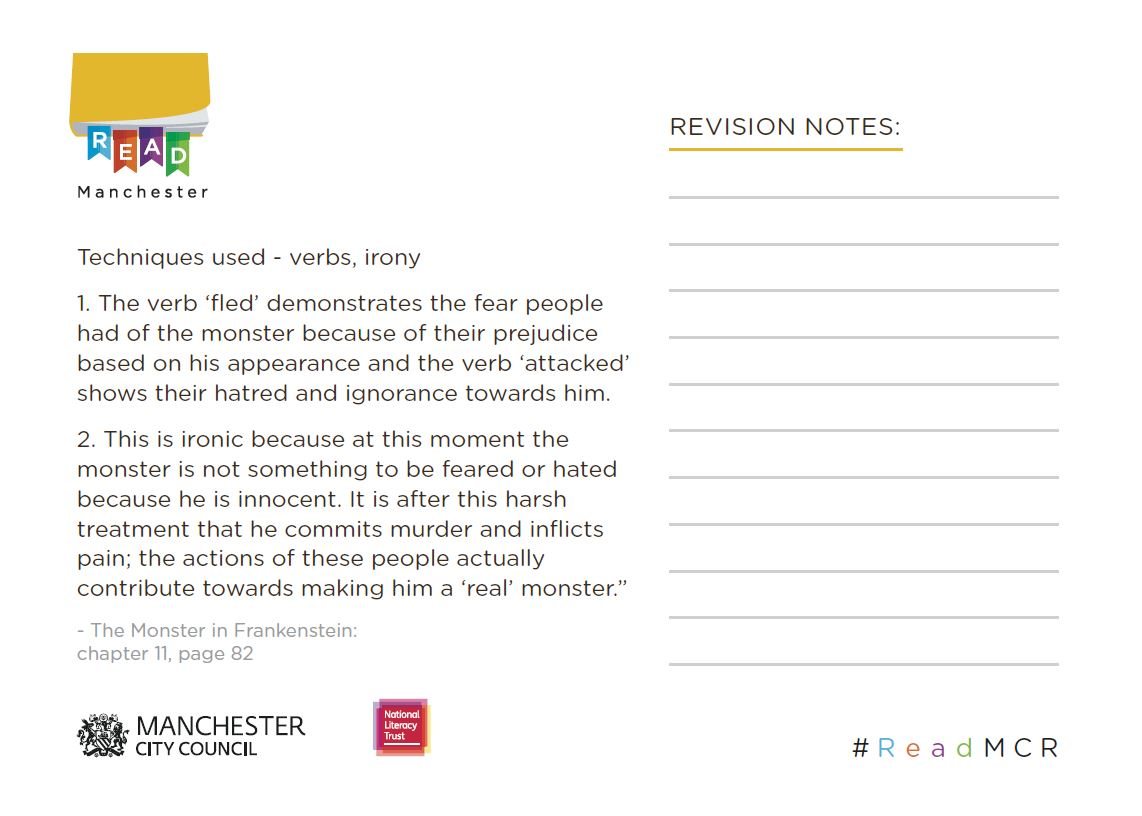 READ
Manchester
Techniques used - verbs, irony
1. The verb ‘fled’ demonstrates the fear people
had of the monster because of their prejudice
based on his appearance and the verb ‘attacked’
shows their hatred and ignorance towards him.
2. This is ironic because at this moment the
monster is not something to be feared or hated
because he is innocent. It is after this harsh
treatment that he commits murder and inflicts
pain; the actions of these people actually
contribute towards making him a ‘real’ monster.”
- The Monster in Frankenstein:
chapter 11, page 82
MANCHESTER
CITY COUNCIL
National
Literacy
Trust
REVISION NOTES:
#ReadMCR